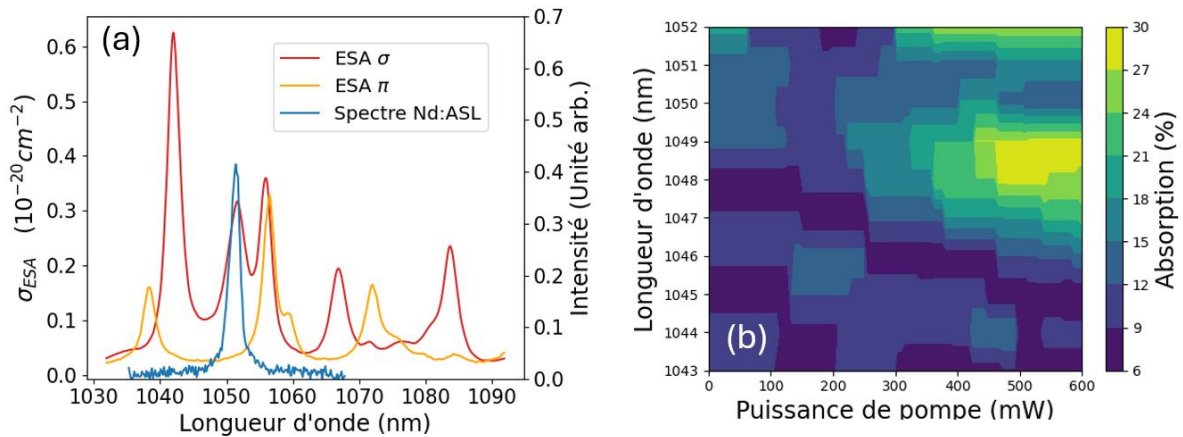 (a)
ESA σ
ESA π
Spectre Nd:ASL
σ_ESA (10⁻²⁰cm⁻²)
0.6
0.5
0.4
0.3
0.2
0.1
0.0
Intensité (Unité arb.)
0.7
0.6
0.5
0.4
0.3
0.2
0.1
0.0
1030 1040 1050 1060 1070 1080 1090
Longueur d'onde (nm)
(b)
Longueur d'onde (nm)
1052
1051
1050
1049
1048
1047
1046
1045
1044
1043
0 100 200 300 400 500 600
Puissance de pompe (mW)
30
27
24
21
18
15
12
9
6
Absorption (%)